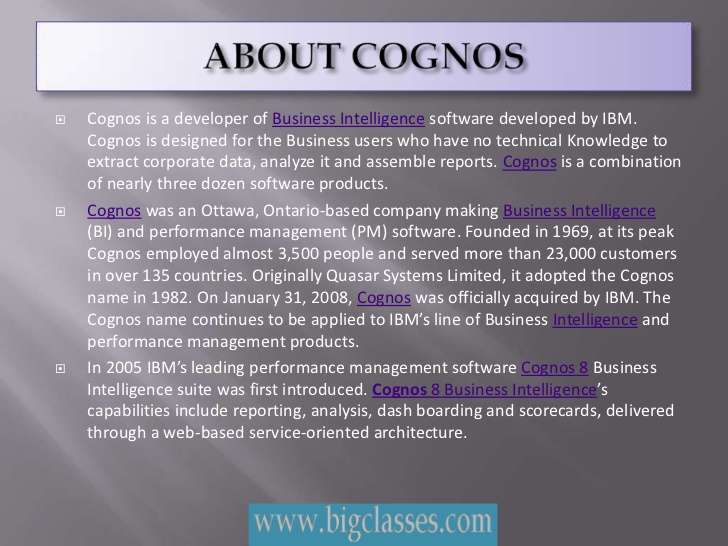 ABOUT COGNOS
Cognos is a developer of Business Intelligence software developed by IBM.
Cognos is designed for the Business users who have no technical Knowledge to
extract corporate data, analyze it and assemble reports. Cognos is a combination
of nearly three dozen software products.
Cognos was an Ottawa, Ontario-based company making Business Intelligence
(BI) and performance management (PM) software. Founded in 1969, at its peak
Cognos employed almost 3,500 people and served more than 23,000 customers
in over 135 countries. Originally Quasar Systems Limited, it adopted the Cognos
name in 1982. On January 31, 2008, Cognos was officially acquired by IBM. The
Cognos name continues to be applied to IBM's line of Business Intelligence and
performance management products.
In 2005 IBM's leading performance management software Cognos 8 Business
Intelligence suite was first introduced. Cognos 8 Business Intelligence's
capabilities include reporting, analysis, dash boarding and scorecards, delivered
through a web-based service-oriented architecture.
www.bigclasses.com